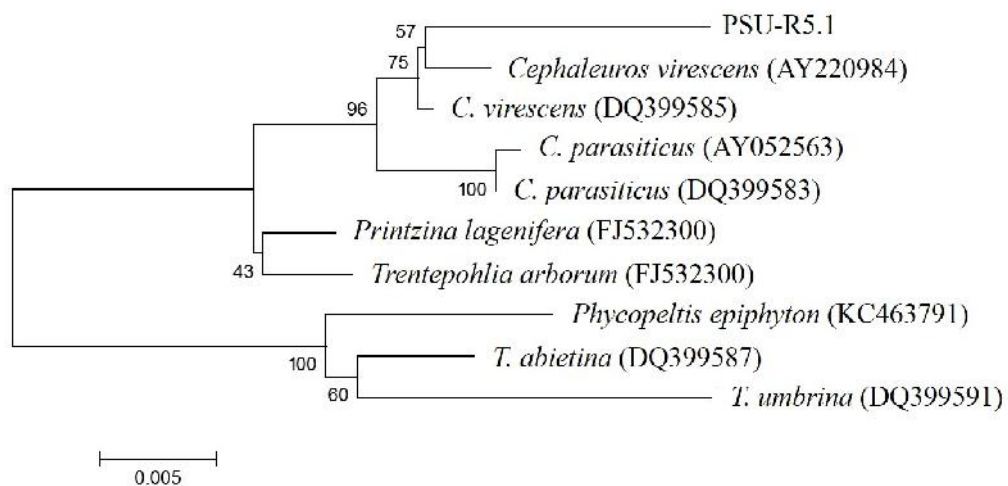 57
PSU-R5.1
75
Cephaleuros virescens (AY220984)
C. virescens (DQ399585)
96
C. parasiticus (AY052563)
100
C. parasiticus (DQ399583)
Printzina lagenifera (FJ532300)
43
Trentepohlia arborum (FJ532300)
Phycopeltis epiphyton (KC463791)
100
T. abietina (DQ399587)
60
T. umbrina (DQ399591)
0.005